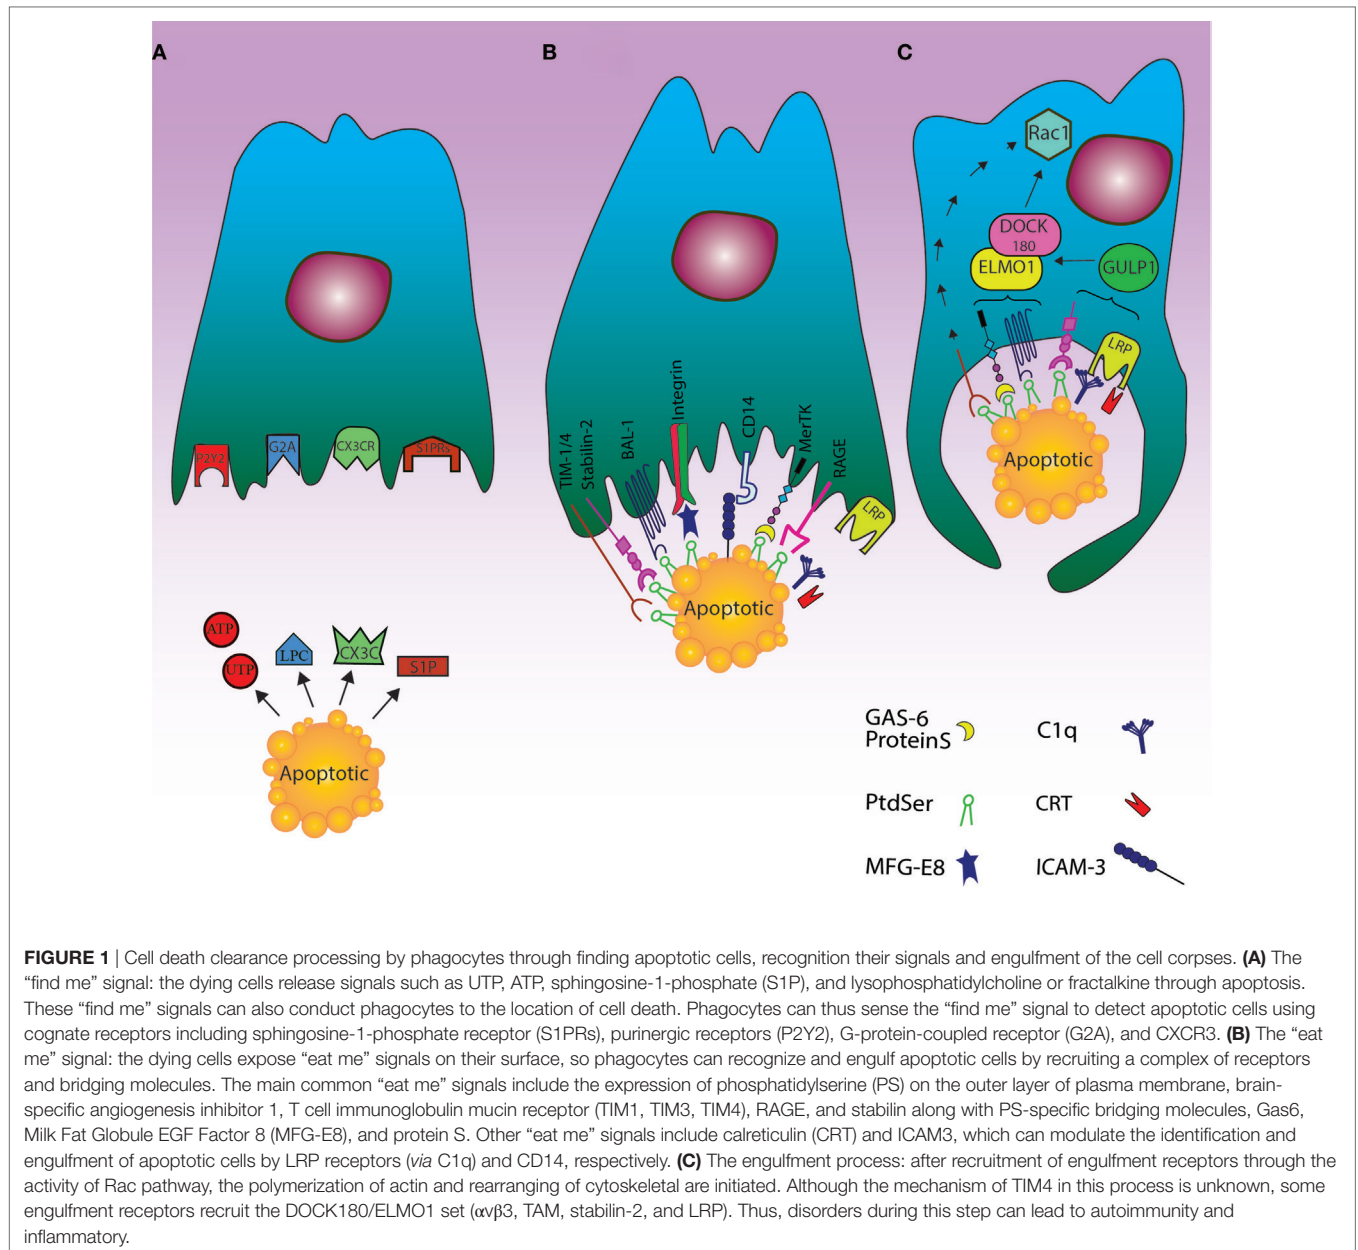 A
B
C
Rac1
DOCK
180
ELMO1
GULP1
LRP
Apoptotic
P2Y2
G2A
CX3CR
S1PRs
TIM-1/4
Stabilin-2
BAL-1
Integrin
CD14
MerTK
RAGE
LRP
Apoptotic
ATP
UTP
LPC
CX3C
S1P
Apoptotic
GAS-6
ProteinS
C1q
PtdSer
CRT
MFG-E8
ICAM-3
FIGURE 1 | Cell death clearance processing by phagocytes through finding apoptotic cells, recognition their signals and engulfment of the cell corpses. (A) The
“find me” signal: the dying cells release signals such as UTP, ATP, sphingosine-1-phosphate (S1P), and lysophosphatidylcholine or fractalkine through apoptosis.
These “find me” signals can also conduct phagocytes to the location of cell death. Phagocytes can thus sense the “find me” signal to detect apoptotic cells using
cognate receptors including sphingosine-1-phosphate receptor (S1PRs), purinergic receptors (P2Y2), G-protein-coupled receptor (G2A), and CXCR3. (B) The “eat
me” signal: the dying cells expose “eat me” signals on their surface, so phagocytes can recognize and engulf apoptotic cells by recruiting a complex of receptors
and bridging molecules. The main common “eat me” signals include the expression of phosphatidylserine (PS) on the outer layer of plasma membrane, brain-
specific angiogenesis inhibitor 1, T cell immunoglobulin mucin receptor (TIM1, TIM3, TIM4), RAGE, and stabilin along with PS-specific bridging molecules, Gas6,
Milk Fat Globule EGF Factor 8 (MFG-E8), and protein S. Other “eat me” signals include calreticulin (CRT) and ICAM3, which can modulate the identification and
engulfment of apoptotic cells by LRP receptors (via C1q) and CD14, respectively. (C) The engulfment process: after recruitment of engulfment receptors through the
activity of Rac pathway, the polymerization of actin and rearranging of cytoskeletal are initiated. Although the mechanism of TIM4 in this process is unknown, some
engulfment receptors recruit the DOCK180/ELMO1 set (αvβ3, TAM, stabilin-2, and LRP). Thus, disorders during this step can lead to autoimmunity and
inflammatory.